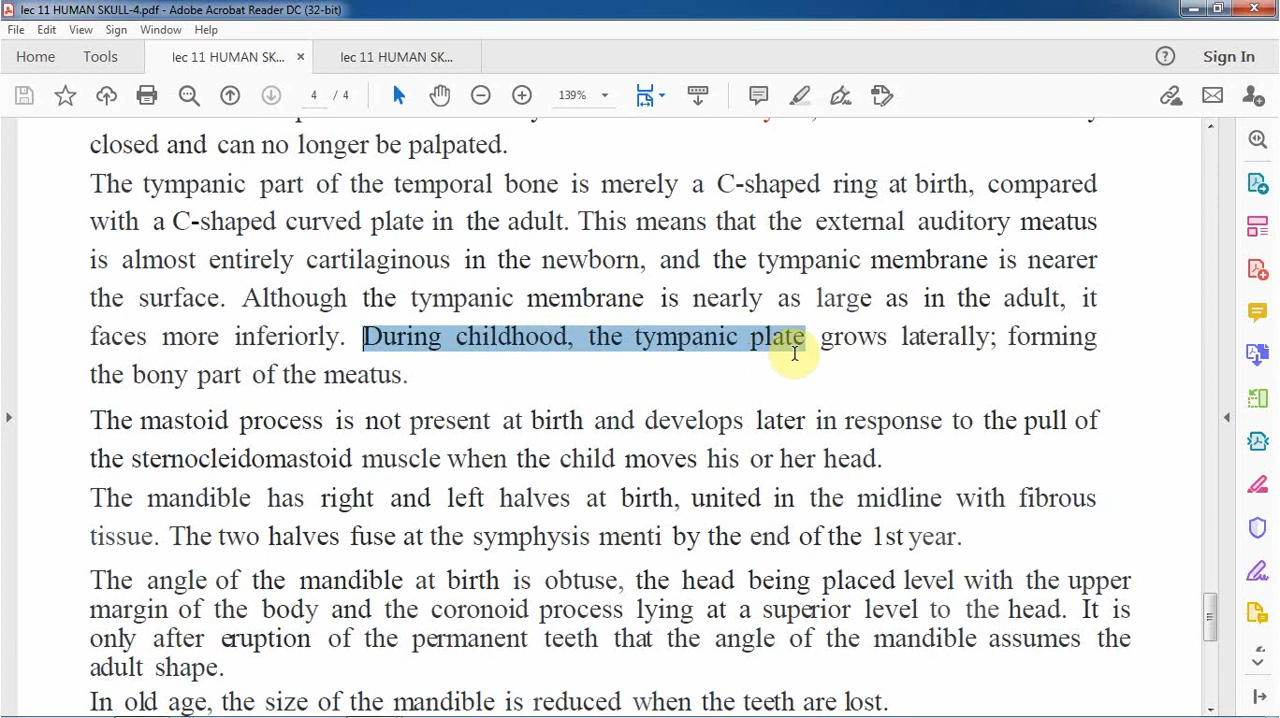 lec 11 HUMAN SKULL-4.pdf - Adobe Acrobat Reader DC (32-bit)
File Edit View Sign Window Help
Home Tools lec 11 HUMAN SK... × lec 11 HUMAN SK... Sign In
4 / 4 139%
closed and can no longer be palpated.
The tympanic part of the temporal bone is merely a C-shaped ring at birth, compared
with a C-shaped curved plate in the adult. This means that the external auditory meatus
is almost entirely cartilaginous in the newborn, and the tympanic membrane is nearer
the surface. Although the tympanic membrane is nearly as large as in the adult, it
faces more inferiorly. During childhood, the tympanic plate grows laterally; forming
the bony part of the meatus.
The mastoid process is not present at birth and develops later in response to the pull of
the sternocleidomastoid muscle when the child moves his or her head.
The mandible has right and left halves at birth, united in the midline with fibrous
tissue. The two halves fuse at the symphysis menti by the end of the 1st year.
The angle of the mandible at birth is obtuse, the head being placed level with the upper
margin of the body and the coronoid process lying at a superior level to the head. It is
only after eruption of the permanent teeth that the angle of the mandible assumes the
adult shape.
In old age, the size of the mandible is reduced when the teeth are lost.